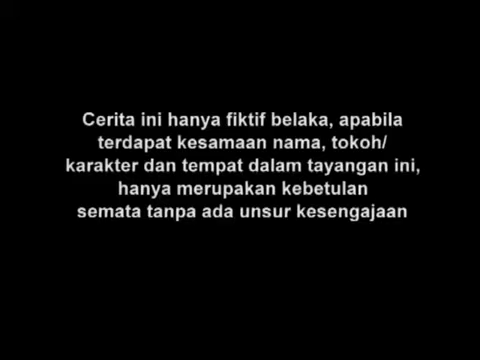 Cerita ini hanya fiktif belaka, apabila
terdapat kesamaan nama, tokoh/
karakter dan tempat dalam tayangan ini,
hanya merupakan kebetulan
semata tanpa ada unsur kesengajaan